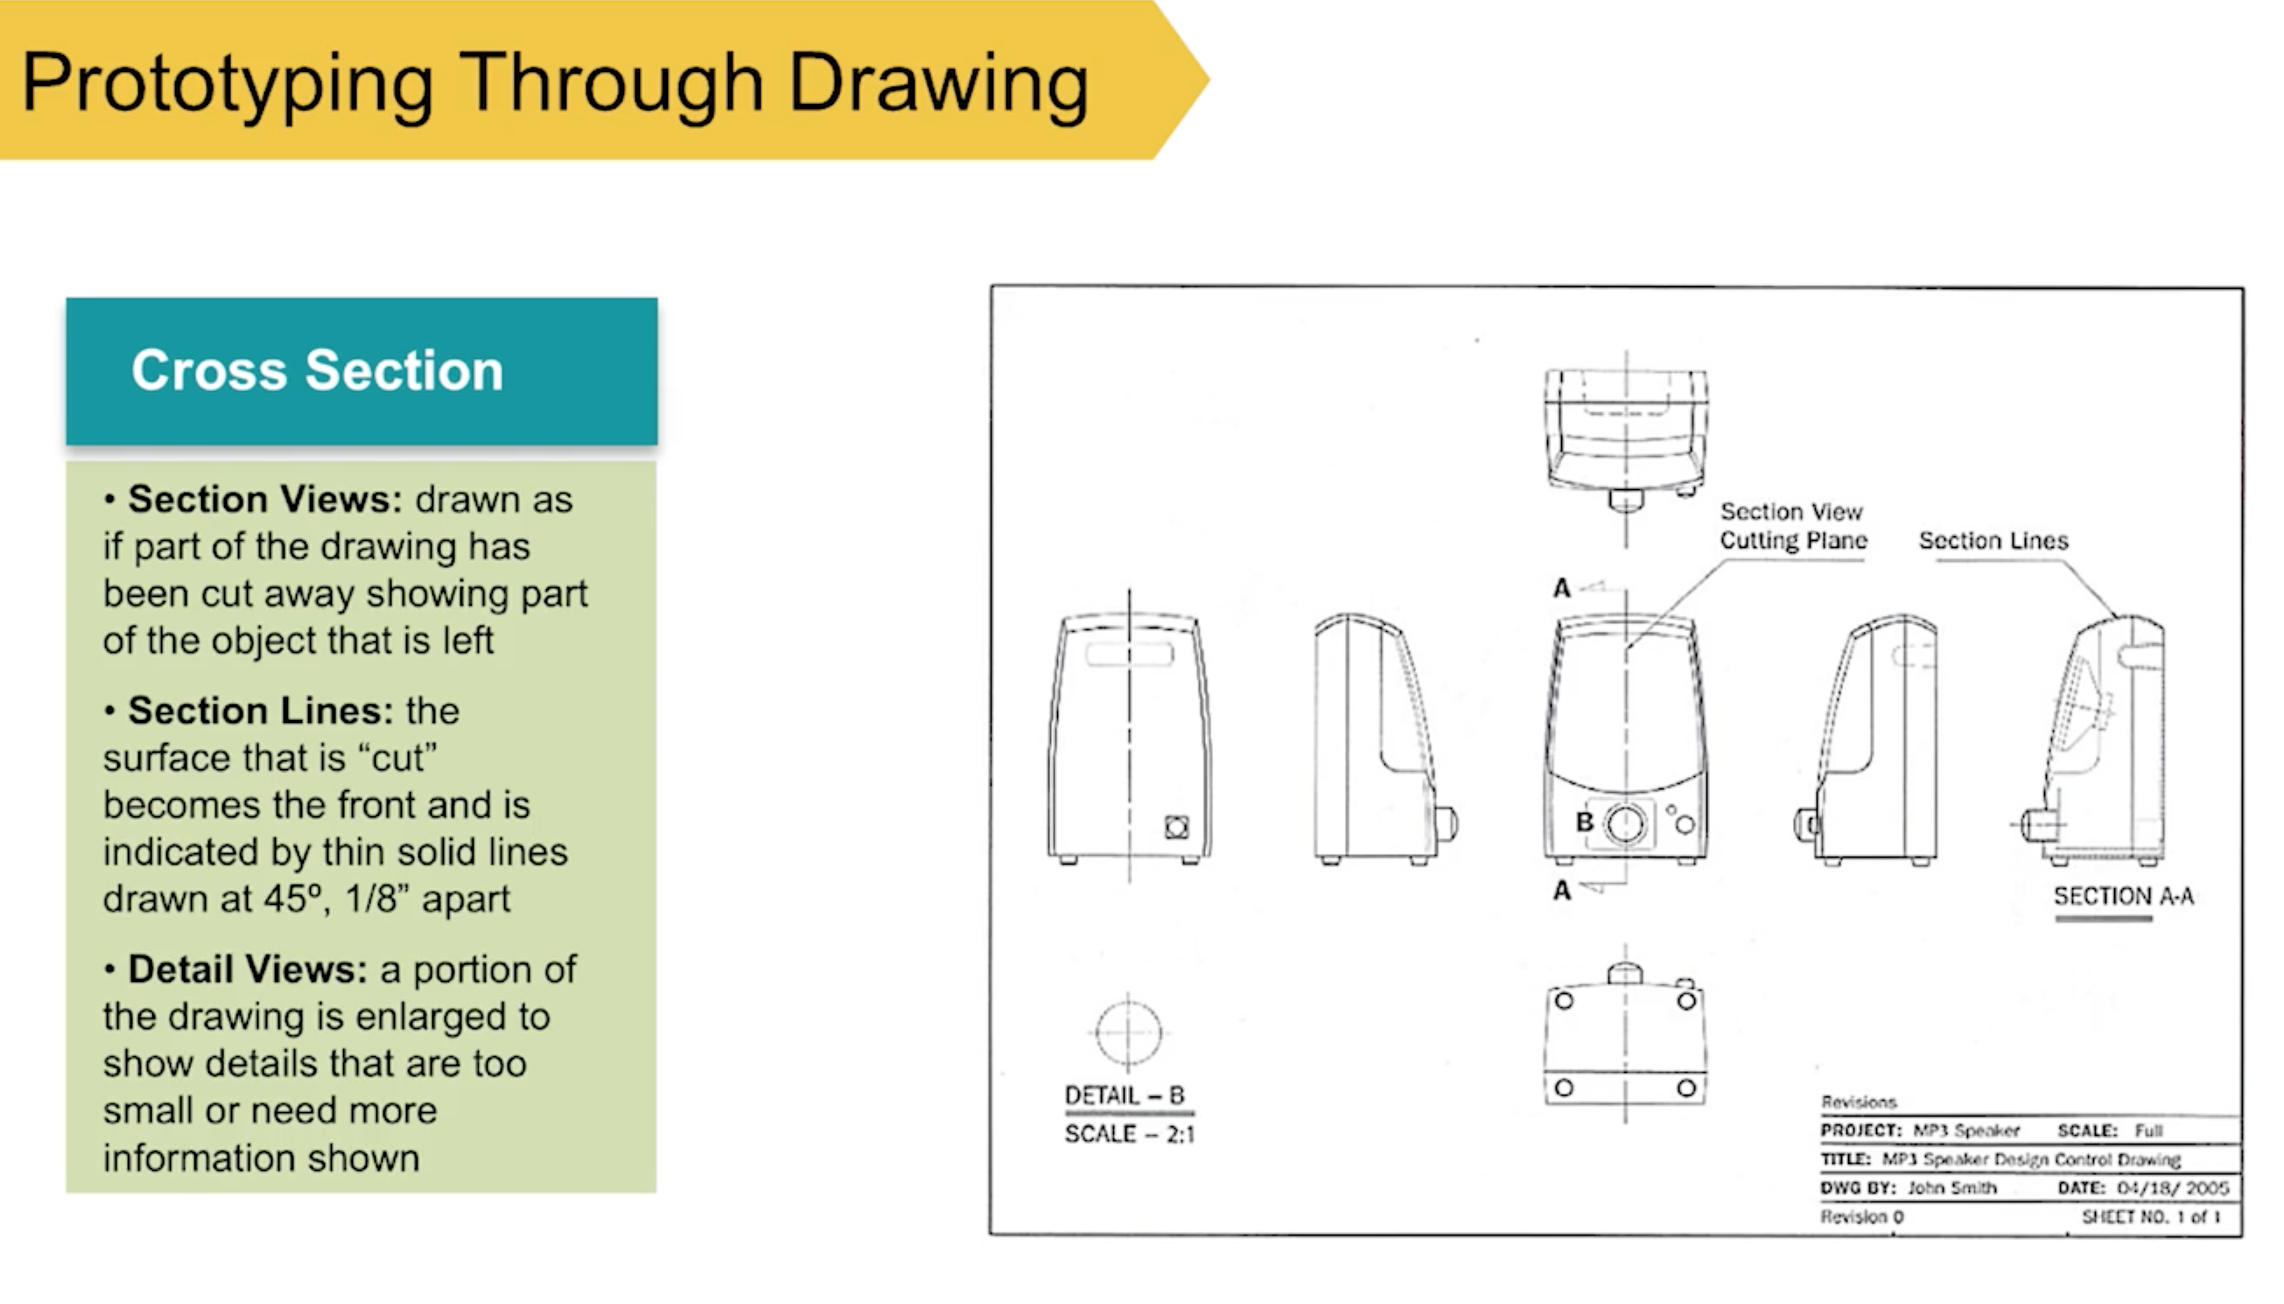 Prototyping Through Drawing
Cross Section
• Section Views: drawn as
if part of the drawing has
been cut away showing part
of the object that is left
• Section Lines: the
surface that is “cut”
becomes the front and is
indicated by thin solid lines
drawn at 45º, 1/8” apart
• Detail Views: a portion of
the drawing is enlarged to
show details that are too
small or need more
information shown
Section View
Cutting Plane
Section Lines
A
B
A
SECTION A-A
DETAIL – B
SCALE – 2:1
Revisions
PROJECT: MP3 Speaker SCALE: Full
TITLE: MP3 Speaker Design Control Drawing
DWG BY: John Smith DATE: 04/18/ 2005
Revision 0 SHEET NO. 1 of 1